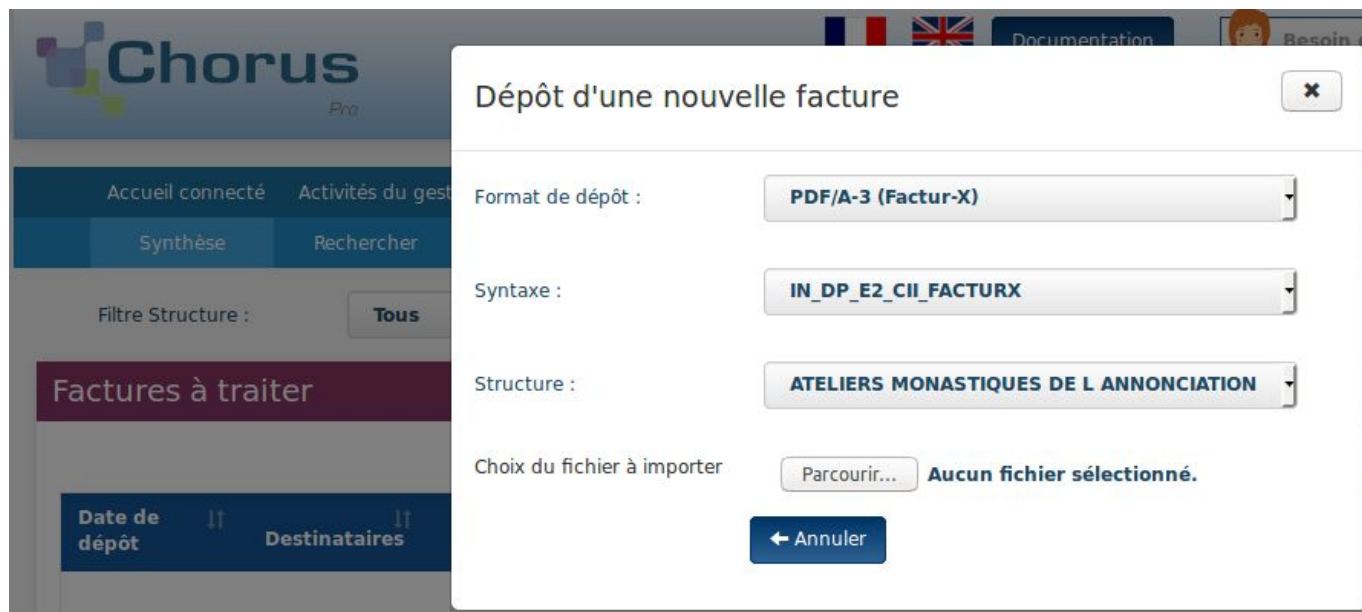 Chorus
Pro
Documentation
Besoin
Dépôt d'une nouvelle facture
Accueil connecté Activités du gest
Synthèse Rechercher
Filtre Structure : Tous
Factures à traiter
Date de dépôt Destinataires
Format de dépôt : PDF/A-3 (Factur-X)
Syntaxe : IN_DP_E2_CII_FACTURX
Structure : ATELIERS MONASTIQUES DE L ANNONCIATION
Choix du fichier à importer Parcourir... Aucun fichier sélectionné.
Annuler